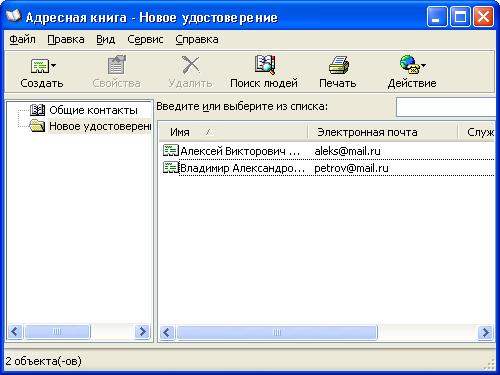 Адресная книга - Новое удостоверение
Файл Правка Вид Сервис Справка
Создать Свойства Удалить Поиск людей Печать Действие
Введите или выберите из списка:
Общие контакты
Новое удостоверени
Имя Электронная почта Служ
Алексей Викторович ... aleks@mail.ru
Владимир Александро... petrov@mail.ru
2 объекта(-ов)